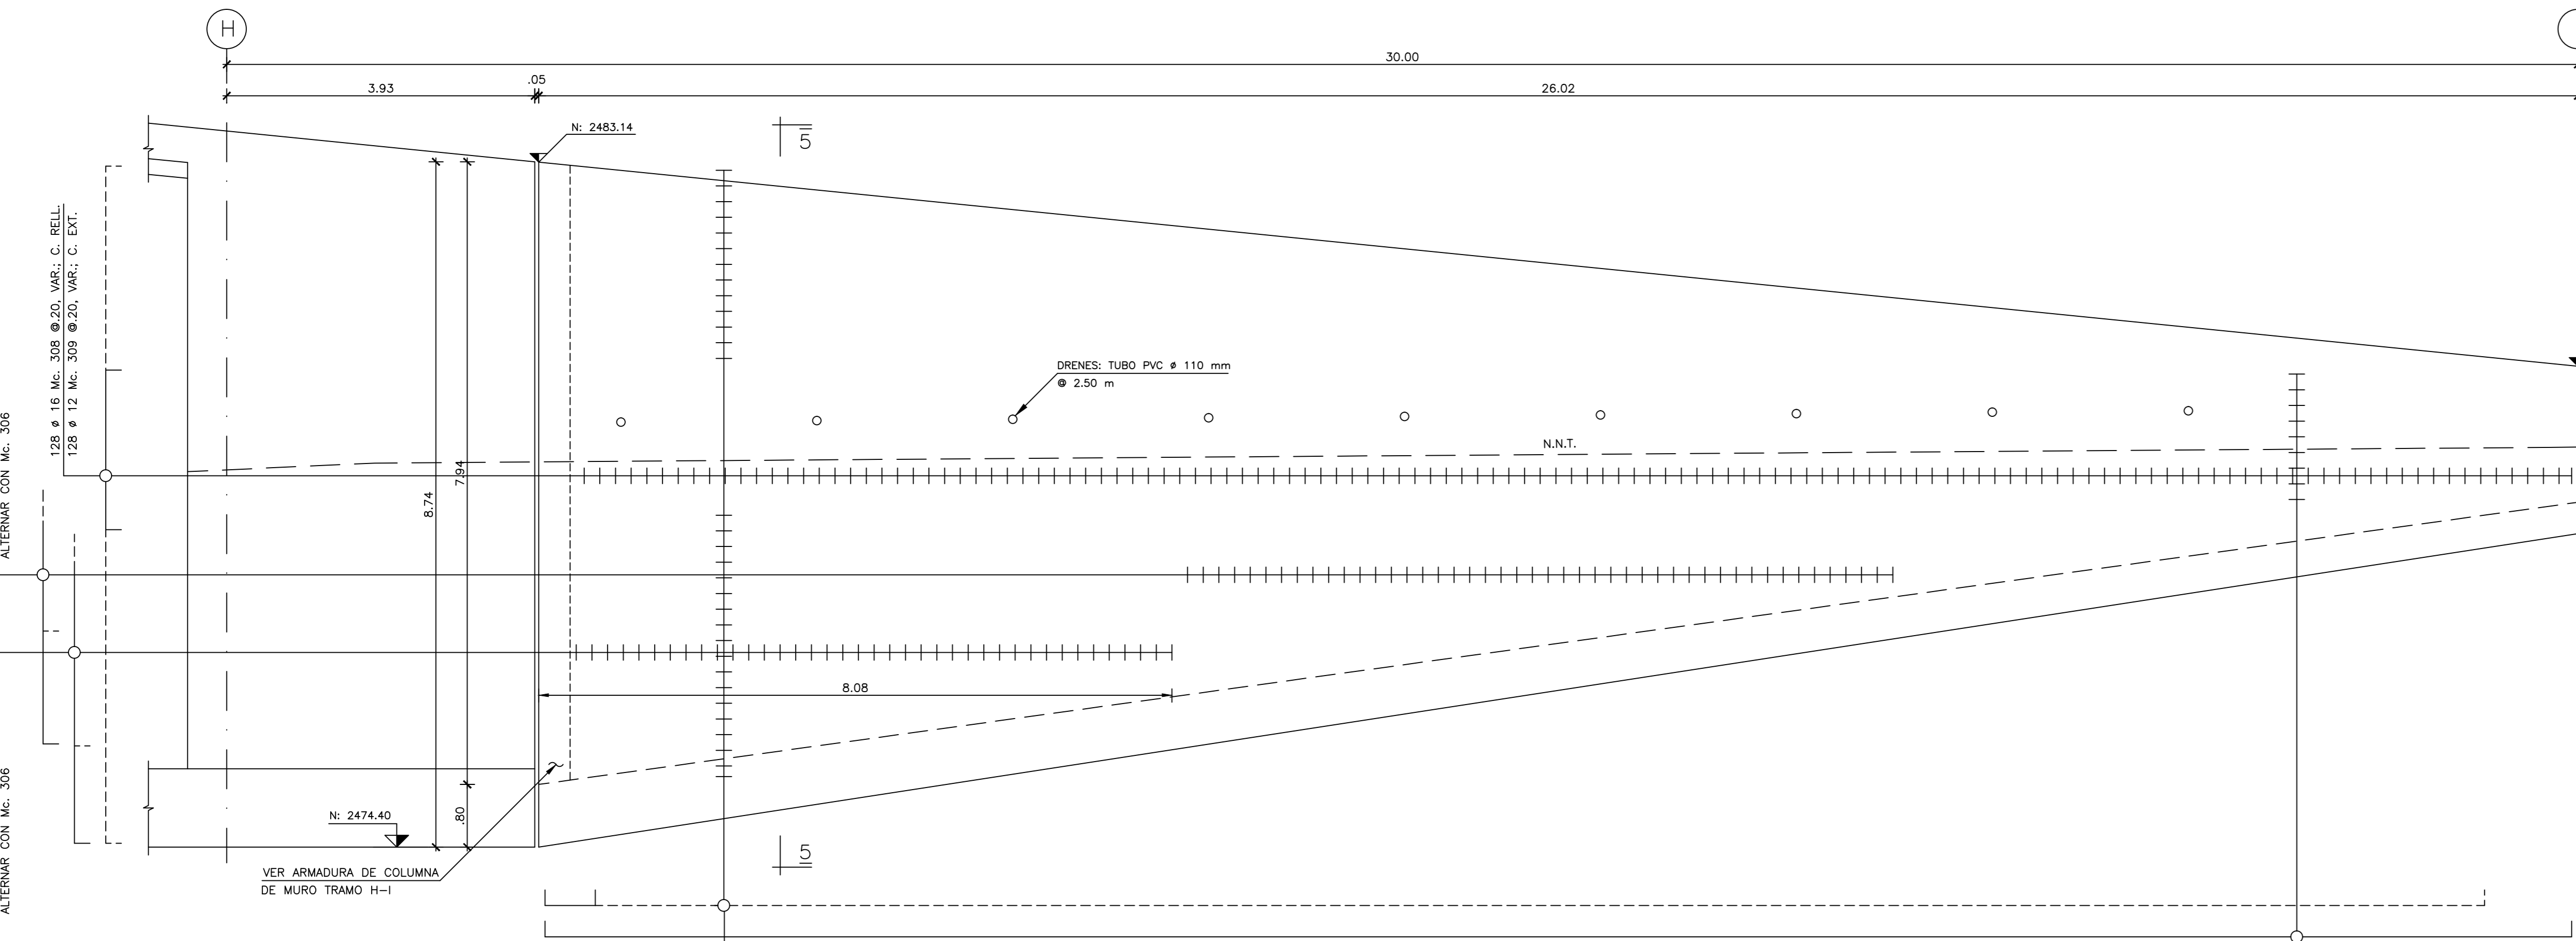 H
30.00
.05
3.93
26.02
N: 2483.14
5
128 ø 16 Mc. 308 @.20, VAR.; C. RELL.
128 ø 12 Mc. 309 @.20, VAR.; C. EXT.
DRENES: TUBO PVC ø 110 mm
@ 2.50 m
N.N.T.
ALTERNAR CON Mc. 306
7.94
8.74
8.08
.80
N: 2474.40
5
ALTERNAR CON Mc. 306
VER ARMADURA DE COLUMNA
DE MURO TRAMO H-I